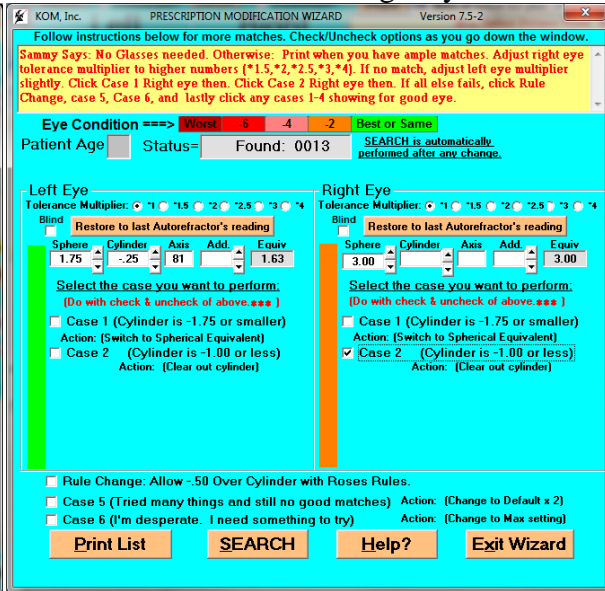 KOM, Inc. PRESCRIPTION MODIFICATION WIZARD Version 7.5-2 X
Follow instructions below for more matches. Check/Uncheck options as you go down the window.
Sammy Says: No Glasses needed. Otherwise: Print when you have ample matches. Adjust right eye
tolerance multiplier to higher numbers (*1.5,*2,*2.5,*3,*4). If no match, adjust left eye multiplier
slightly. Click Case 1 Right eye then. Click Case 2 Right eye then. If all else fails, click Rule
Change, case 5, Case 6, and lastly click any cases 1-4 showing for good eye.
Eye Condition ===> Worst -6 -4 -2 Best or Same
Patient Age Status= Found: 0013 SEARCH is automatically
performed after any change.
Left Eye
Tolerance Multiplier: *1 *1.5 *2 *2.5 *3 *4
Blind Restore to last Autorefractor's reading
Sphere Cylinder Axis Add. Equiv
1.75 -.25 81 1.63
Select the case you want to perform:
(Do with check & uncheck of above.*** )
Case 1 (Cylinder is -1.75 or smaller)
Action: (Switch to Spherical Equivalent)
Case 2 (Cylinder is -1.00 or less)
Action: (Clear out cylinder)
Right Eye
Tolerance Multiplier: *1 *1.5 *2 *2.5 *3 *4
Blind Restore to last Autorefractor's reading
Sphere Cylinder Axis Add. Equiv
3.00 3.00
Select the case you want to perform:
(Do with check & uncheck of above.*** )
Case 1 (Cylinder is -1.75 or smaller)
Action: (Switch to Spherical Equivalent)
Case 2 (Cylinder is -1.00 or less)
Action: (Clear out cylinder)
Rule Change: Allow -.50 Over Cylinder with Roses Rules.
Case 5 (Tried many things and still no good matches) Action: (Change to Default x 2)
Case 6 (I'm desperate. I need something to try) Action: (Change to Max setting)
Print List SEARCH Help? Exit Wizard